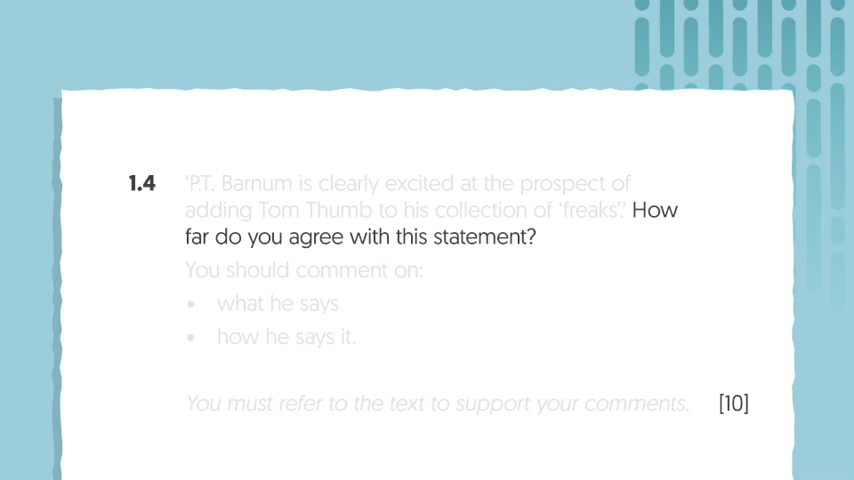 1.4 ‘P.T. Barnum is clearly excited at the prospect of
adding Tom Thumb to his collection of ‘freaks’.’ How
far do you agree with this statement?
You should comment on:
• what he says
• how he says it.
You must refer to the text to support your comments. [10]